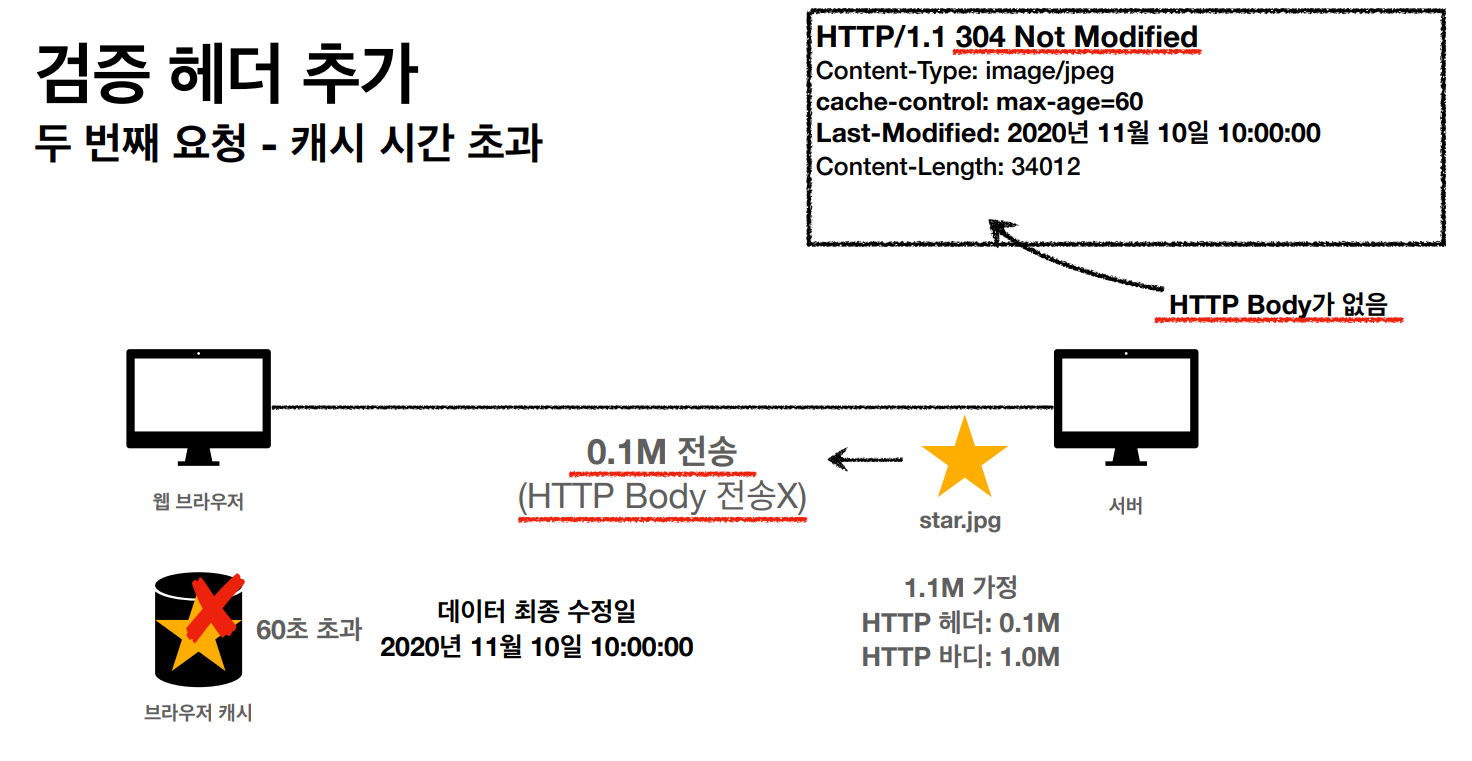 검증 헤더 추가
두 번째 요청 - 캐시 시간 초과
HTTP/1.1 304 Not Modified
Content-Type: image/jpeg
cache-control: max-age=60
Last-Modified: 2020년 11월 10일 10:00:00
Content-Length: 34012
HTTP Body가 없음
0.1M 전송
(HTTP Body 전송X)
웹 브라우저
star.jpg
서버
1.1M 가정
HTTP 헤더: 0.1M
HTTP 바디: 1.0M
60초 초과
데이터 최종 수정일
2020년 11월 10일 10:00:00
브라우저 캐시